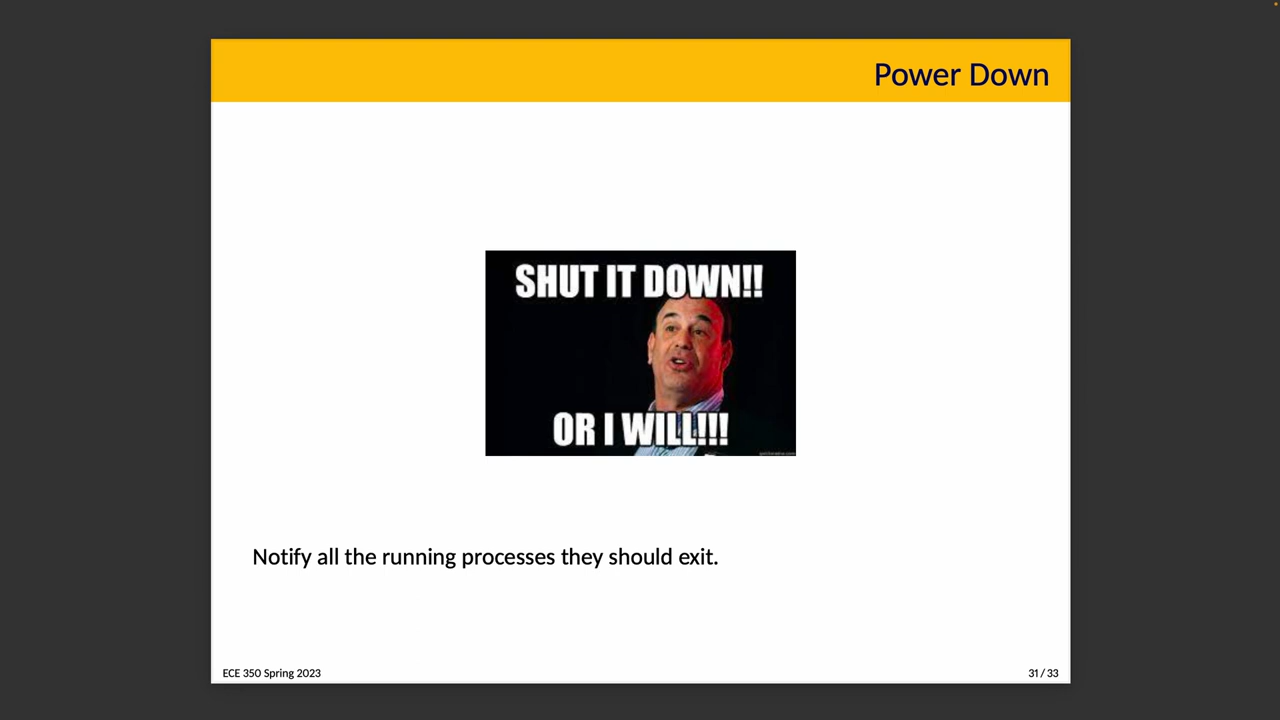 Power Down
SHUT IT DOWN!!
OR I WILL!!!
Notify all the running processes they should exit.
ECE 350 Spring 2023
31 / 33